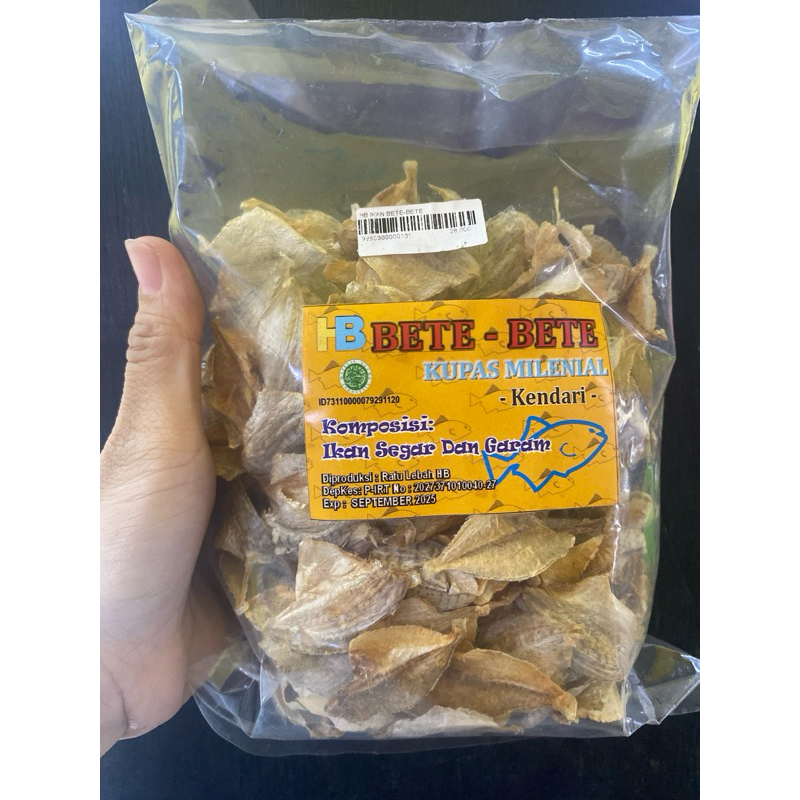 HB IKAN BETE-BETE
28.000
HB BETE - BETE
KUPAS MILENIAL
- Kendari -
ID73110000079291120
Komposisi:
Ikan Segar Dan Garam
Diproduksi : Ratu Lebah HB
DepKes: P-IRT No : 2027371010040-27
Exp : SEPTEMBER 2025